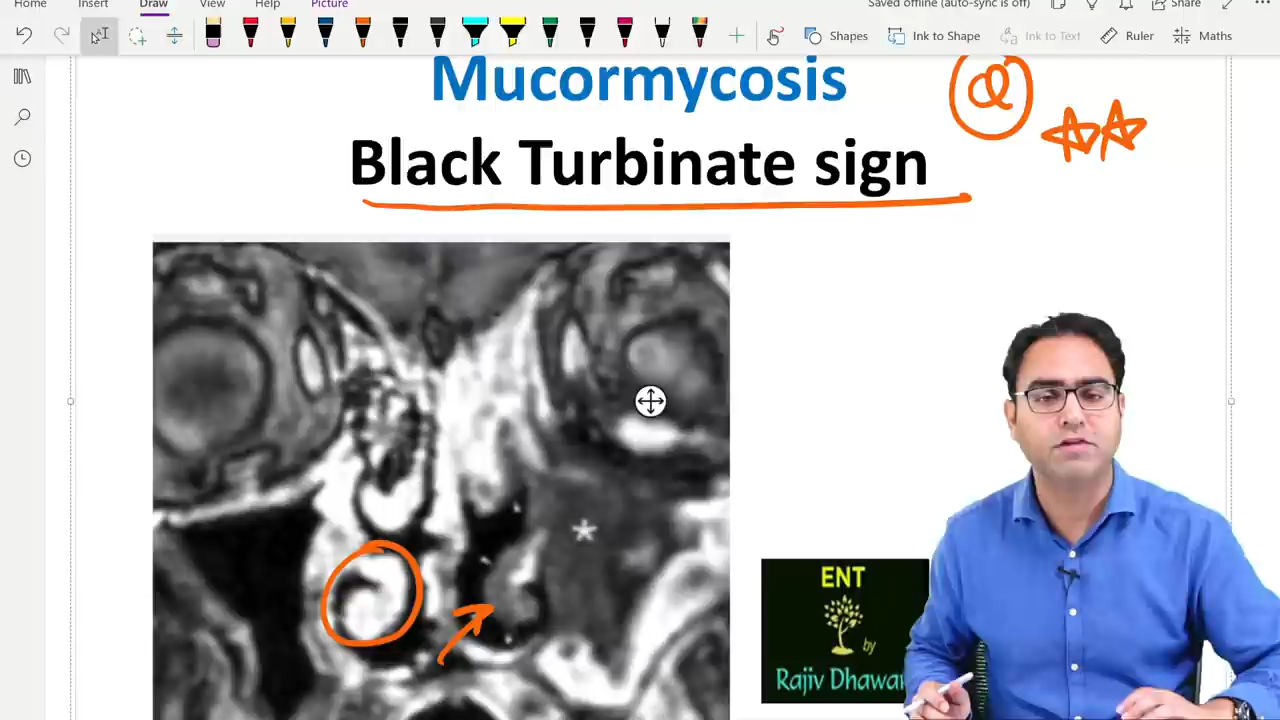 Home Insert Draw View Help Picture Saved offline (auto-sync is off) Share
Shapes Ink to Shape Ink to Text Ruler Maths
Mucormycosis
Black Turbinate sign
ENT
by
Rajiv Dhawan